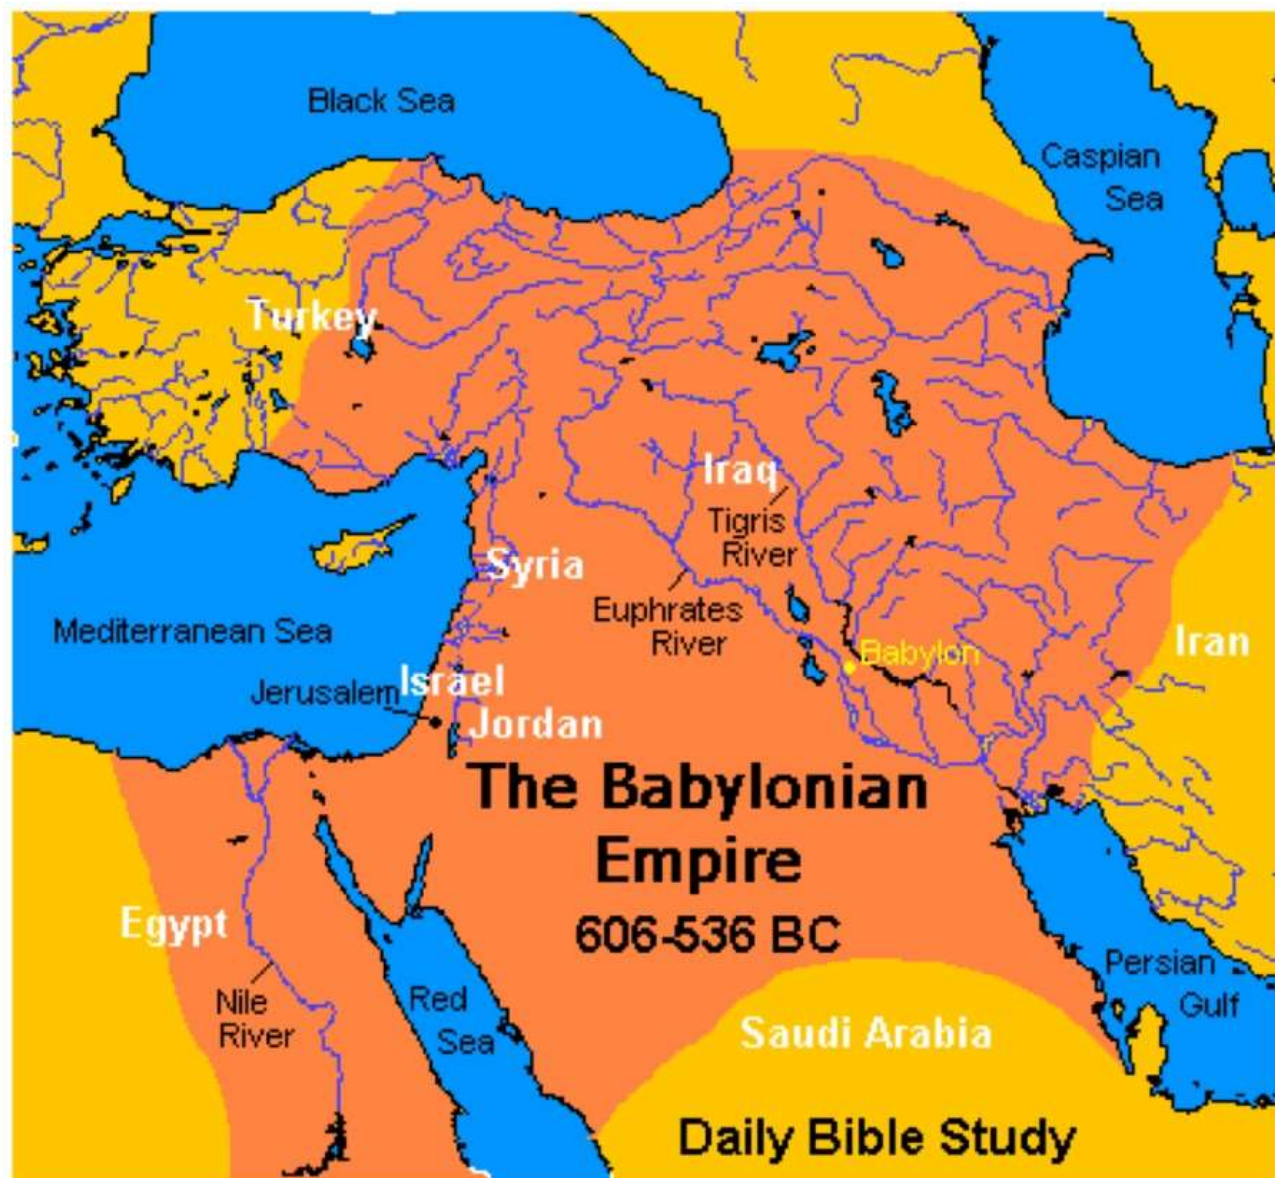 Black Sea
Caspian
Sea
Turkey
Iraq
Tigris
River
Syria
Euphrates
River
Mediterranean Sea
Iran
Babylon
Israel
Jerusalem
Jordan
The Babylonian
Empire
606-536 BC
Egypt
Nile
River
Red
Sea
Persian
Gulf
Saudi Arabia
Daily Bible Study